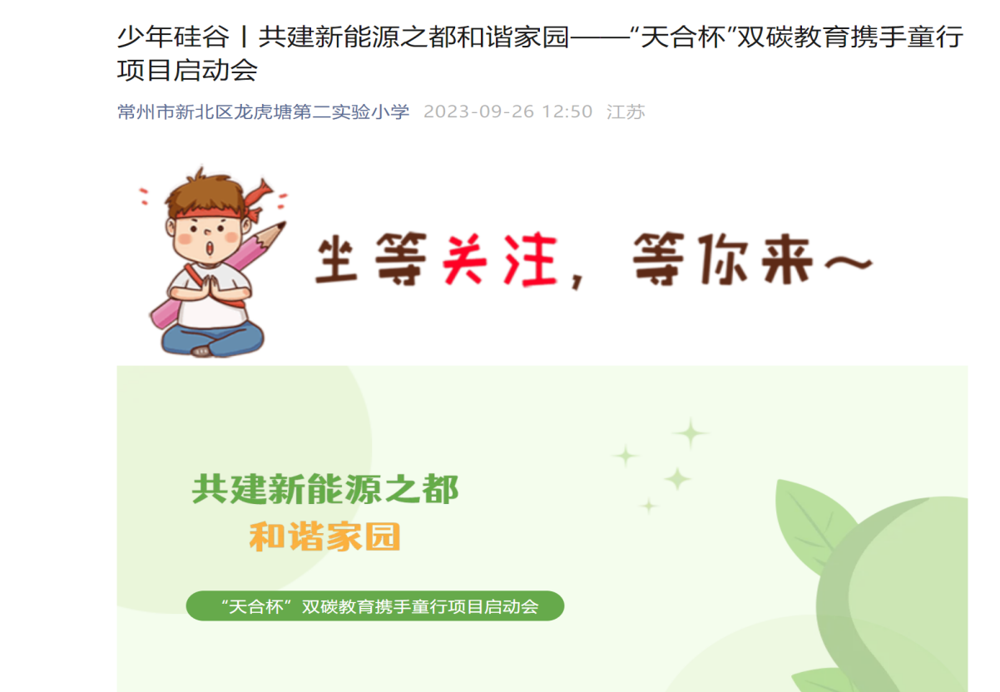 少年硅谷丨共建新能源之都和谐家园——“天合杯”双碳教育携手童行
项目启动会
常州市新北区龙虎塘第二实验小学 2023-09-26 12:50 江苏
坐等关注，等你来～
共建新能源之都
和谐家园
“天合杯”双碳教育携手童行项目启动会